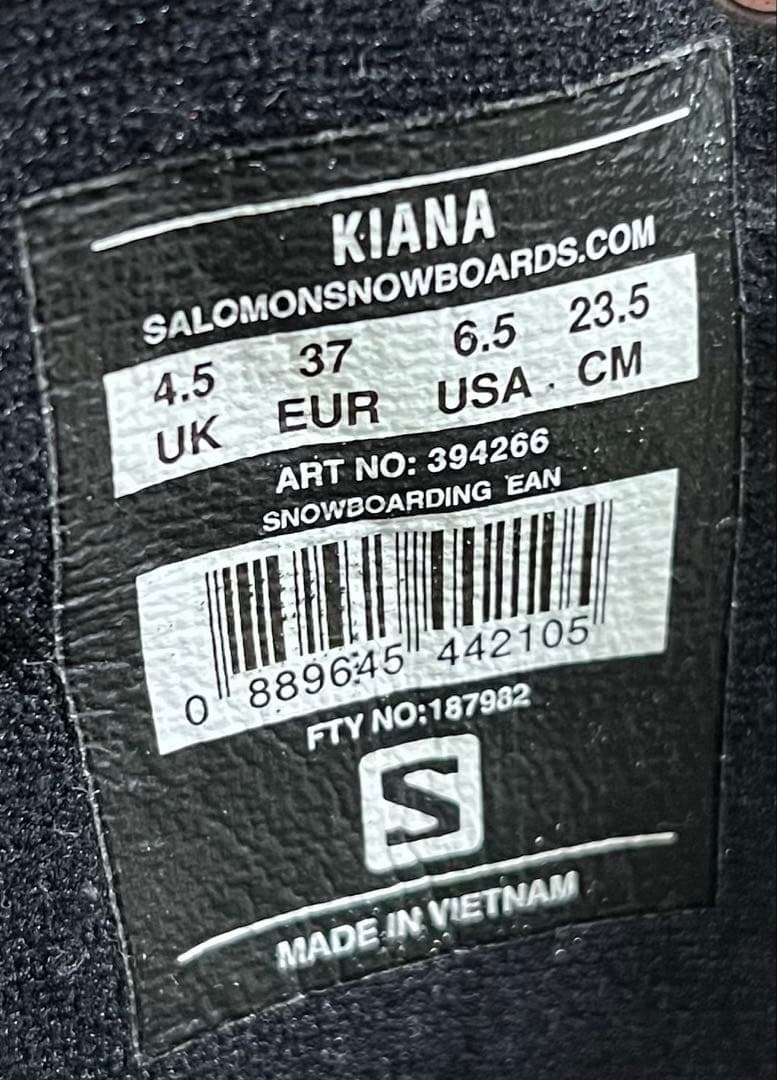 KIANA
SALOMONSNOWBOARDS.COM
4.5 37 6.5 23.5
UK EUR USA . CM
ART NO: 394266
SNOWBOARDING EAN
0 889645 442105
FTY NO:187982
S
MADE IN VIETNAM